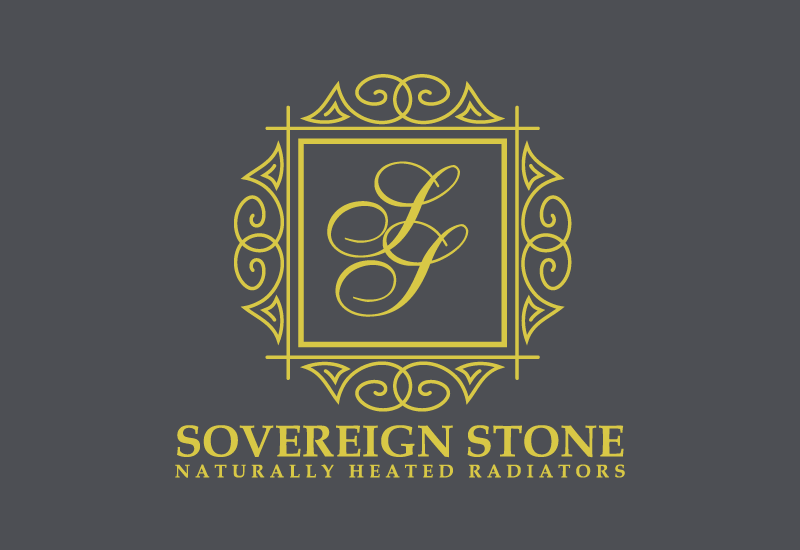 S
S
SOVEREIGN STONE
NATURALLY HEATED RADIATORS